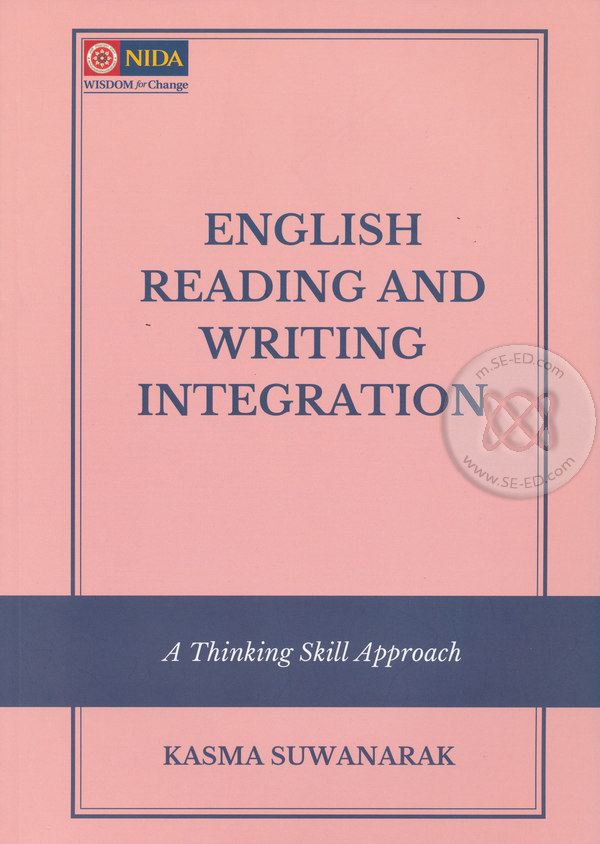 NIDA
WISDOM for Change
ENGLISH
READING AND
WRITING
INTEGRATION
m.SE-ED.com
www.SE-ED.com
A Thinking Skill Approach
KASMA SUWANARAK